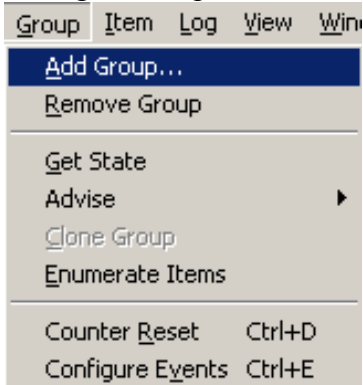 Group Item Log View Win
Add Group...
Remove Group
Get State
Advise
Clone Group
Enumerate Items
Counter Reset Ctrl+D
Configure Events Ctrl+E